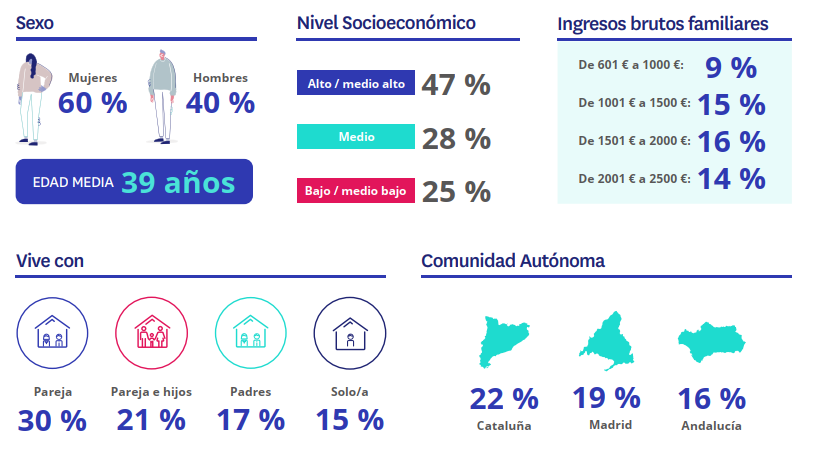 Sexo
Mujeres
60 %
Hombres
40 %
EDAD MEDIA 39 años
Nivel Socioeconómico
Alto / medio alto 47 %
Medio 28 %
Bajo / medio bajo 25 %
Ingresos brutos familiares
De 601 € a 1000 €: 9 %
De 1001 € a 1500 €: 15 %
De 1501 € a 2000 €: 16 %
De 2001 € a 2500 €: 14 %
Vive con
Pareja
30 %
Pareja e hijos
21 %
Padres
17 %
Solo/a
15 %
Comunidad Autónoma
22 %
Cataluña
19 %
Madrid
16 %
Andalucía